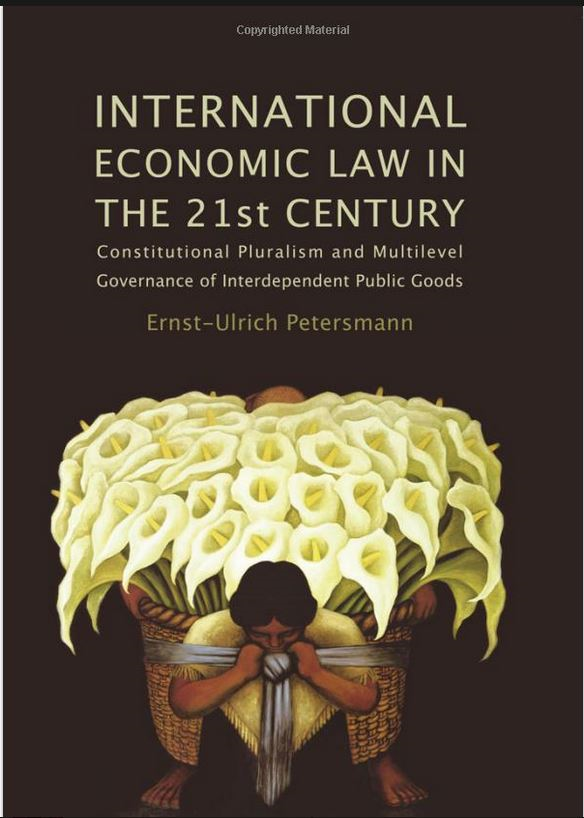 Copyrighted Material
INTERNATIONAL
ECONOMIC LAW IN
THE 21st CENTURY
Constitutional Pluralism and Multilevel
Governance of Interdependent Public Goods
Ernst-Ulrich Petersmann